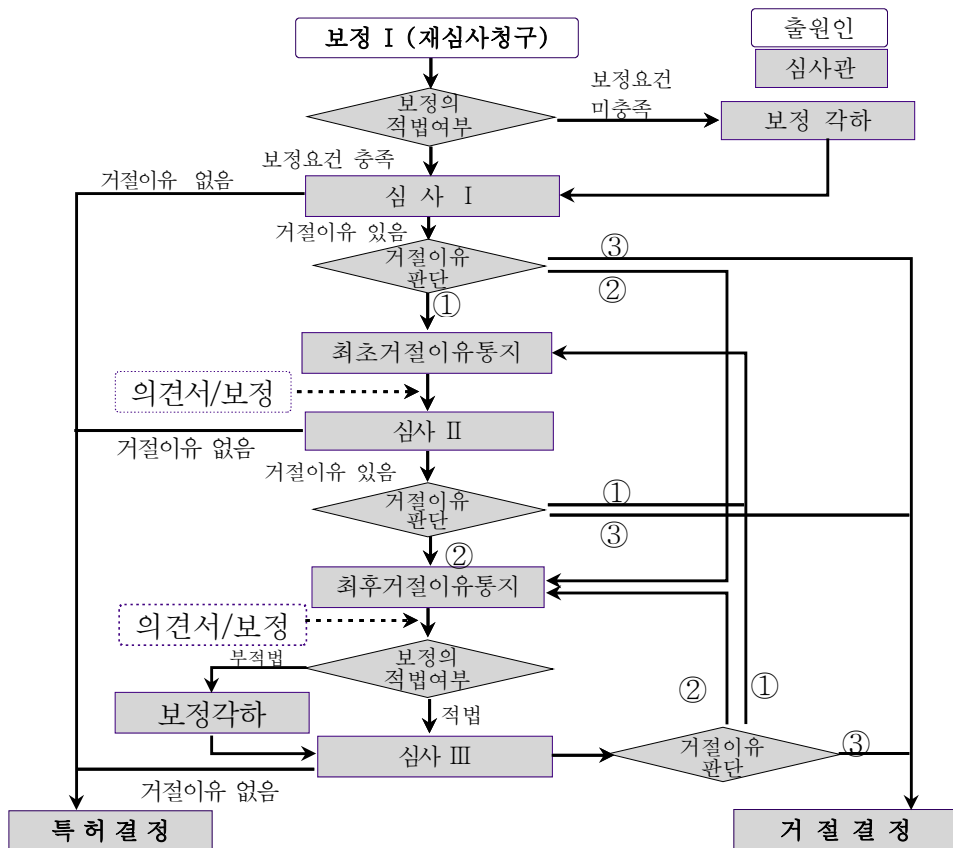 보정 Ⅰ (재심사청구)
출원인
심사관
보정의
적법여부
보정요건
미충족
보정 각하
보정요건 충족
거절이유 없음
심 사 Ⅰ
거절이유 있음
거절이유
판단
③
②
①
최초거절이유통지
의견서/보정
심사 Ⅱ
거절이유 없음
거절이유 있음
거절이유
판단
①
③
②
최후거절이유통지
의견서/보정
보정의
적법여부
부적법
보정각하
적법
②
①
심사 Ⅲ
거절이유
판단
③
거절이유 없음
특 허 결 정
거 절 결 정